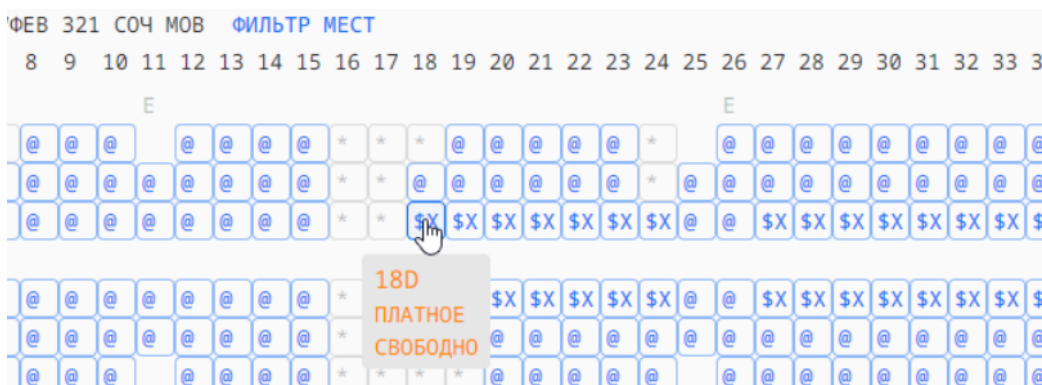 ФЕВ 321 СОЧ МОВ ФИЛЬТР МЕСТ
8 9 10 11 12 13 14 15 16 17 18 19 20 21 22 23 24 25 26 27 28 29 30 31 32 33 3
E E
@ @ @ @ @ @ @ * * * @ @ @ @ @ * @ @ @ @ @ @ @ @ @
@ @ @ @ @ @ @ @ * * @ @ @ @ @ @ * @ @ @ @ @ @ @ @ @ @
@ @ @ @ @ @ @ @ * * $X $X $X $X $X $X $X @ @ $X $X $X $X $X $X $X $
@ @ @ @ @ @ @ @ * $X $X $X $X $X @ @ $X $X $X $X $X $X $X $
@ @ @ @ @ @ @ @ * @ @ @ @ @ @ @ @ @ @ @ @ @ @ @
@ @ @ @ @ @ @ * * * * @ @ @ @ @ @ @ @ @ @ @ @ @ @
18D
ПЛАТНОЕ
СВОБОДНО